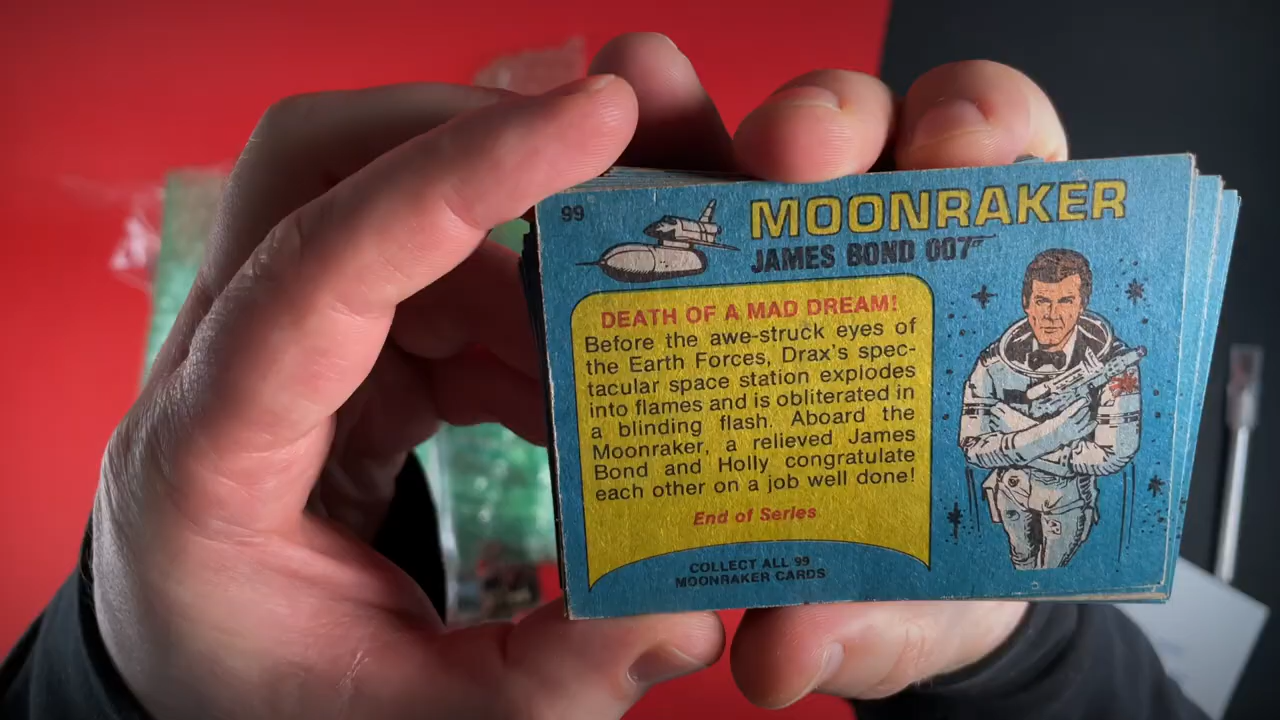 99
MOONRAKER
JAMES BOND 007
DEATH OF A MAD DREAM!
Before the awe-struck eyes of
the Earth Forces, Drax's spec-
tacular space station explodes
into flames and is obliterated in
a blinding flash. Aboard the
Moonraker, a relieved James
Bond and Holly congratulate
each other on a job well done!
End of Series
COLLECT ALL 99
MOONRAKER CARDS